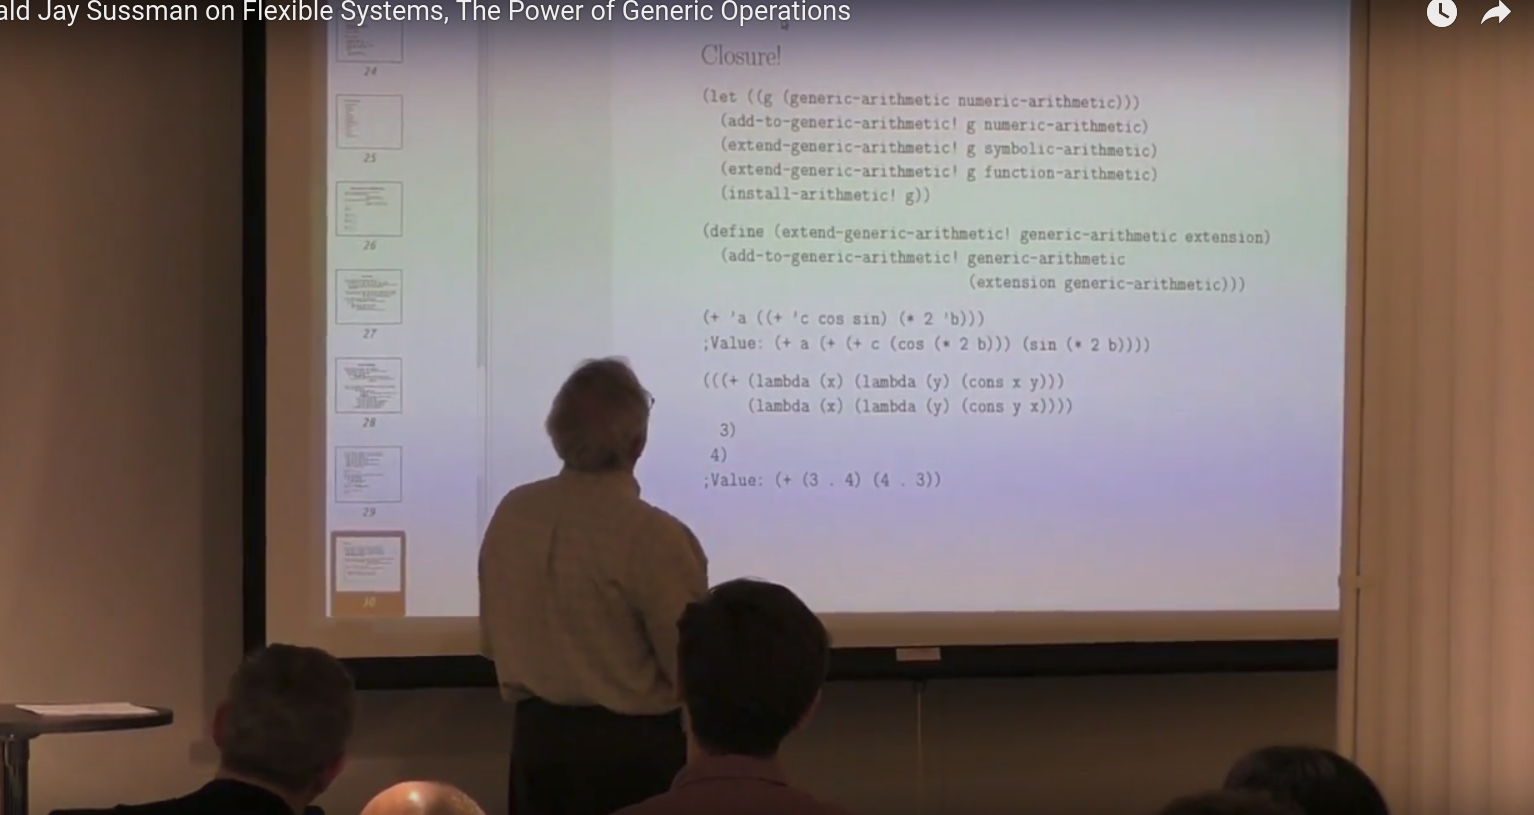 ald Jay Sussman on Flexible Systems, The Power of Generic Operations
24
25
26
27
28
29
30
Closure!
(let ((g (generic-arithmetic numeric-arithmetic)))
(add-to-generic-arithmetic! g numeric-arithmetic)
(extend-generic-arithmetic! g symbolic-arithmetic)
(extend-generic-arithmetic! g function-arithmetic)
(install-arithmetic! g))
(define (extend-generic-arithmetic! generic-arithmetic extension)
(add-to-generic-arithmetic! generic-arithmetic
(extension generic-arithmetic)))
(+ 'a ((+ 'c cos sin) (* 2 'b)))
;Value: (+ a (+ (+ c (cos (* 2 b))) (sin (* 2 b))))
(((+ (lambda (x) (lambda (y) (cons x y)))
(lambda (x) (lambda (y) (cons y x))))
3)
4)
;Value: (+ (3 . 4) (4 . 3))